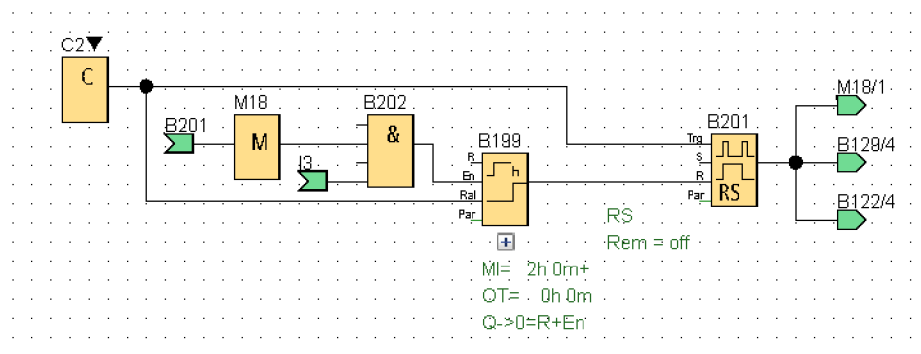 C2▼
C
M18
B202
M18/1
B201
M
&
B199
B201
B129/4
I3
R
h
En
Ral
Par
Trg
S
R
Par
RS
B122/4
RS
Rem = off
+
MI= 2h 0m+
OT= 0h 0m
Q->0=R+En